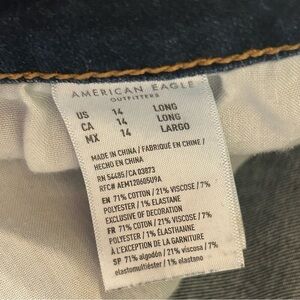 AMERICAN EAGLE
OUTFITTERS
US 14 LONG
CA 14 LONG
MX 14 LARGO
MADE IN CHINA / FABRIQUÉ EN CHINE /
HECHO EN CHINA
RN 54485/CA 03873
RFC# AEM120605U9A
EN 71% COTTON / 21% VISCOSE / 7%
POLYESTER / 1% ELASTANE
EXCLUSIVE OF DECORATION
FR 71% COTON / 21% VISCOSE / 7%
POLYESTER / 1% ÉLASTHANNE
À L'EXCEPTION DE LA GARNITURE
SP 71% algodón / 21% viscosa / 7%
elastomultiéster / 1% elastano